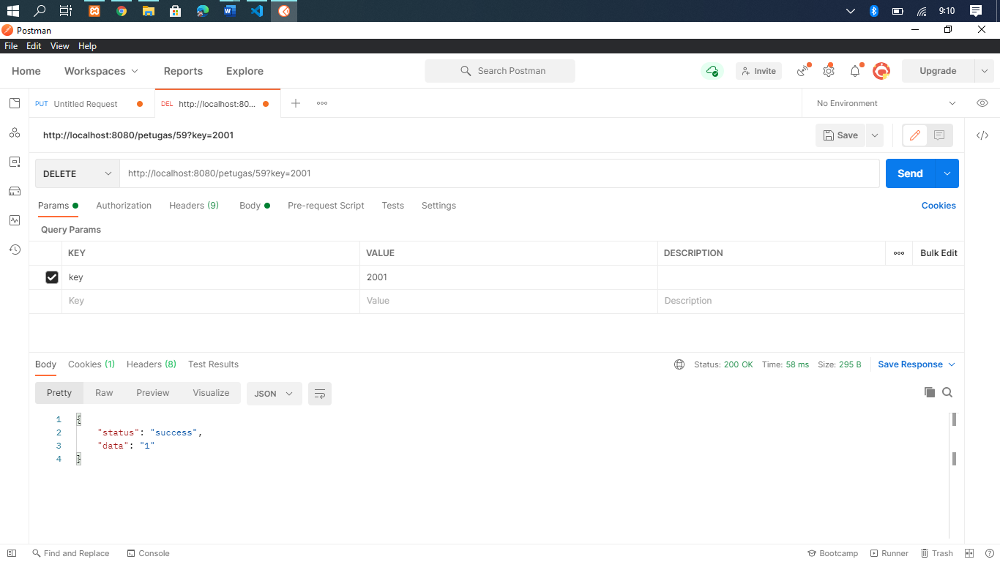 9:10
Postman
File Edit View Help
Home Workspaces Reports Explore Search Postman Invite Upgrade
PUT Untitled Request DEL http://localhost:80... No Environment
http://localhost:8080/petugas/59?key=2001 Save
DELETE http://localhost:8080/petugas/59?key=2001 Send
Params Authorization Headers (9) Body Pre-request Script Tests Settings Cookies
Query Params
KEY VALUE DESCRIPTION Bulk Edit
key 2001
Key Value Description
Body Cookies (1) Headers (8) Test Results Status: 200 OK Time: 58 ms Size: 295 B Save Response
Pretty Raw Preview Visualize JSON
1 {
2 "status": "success",
3 "data": "1"
4 }
Find and Replace Console Bootcamp Runner Trash